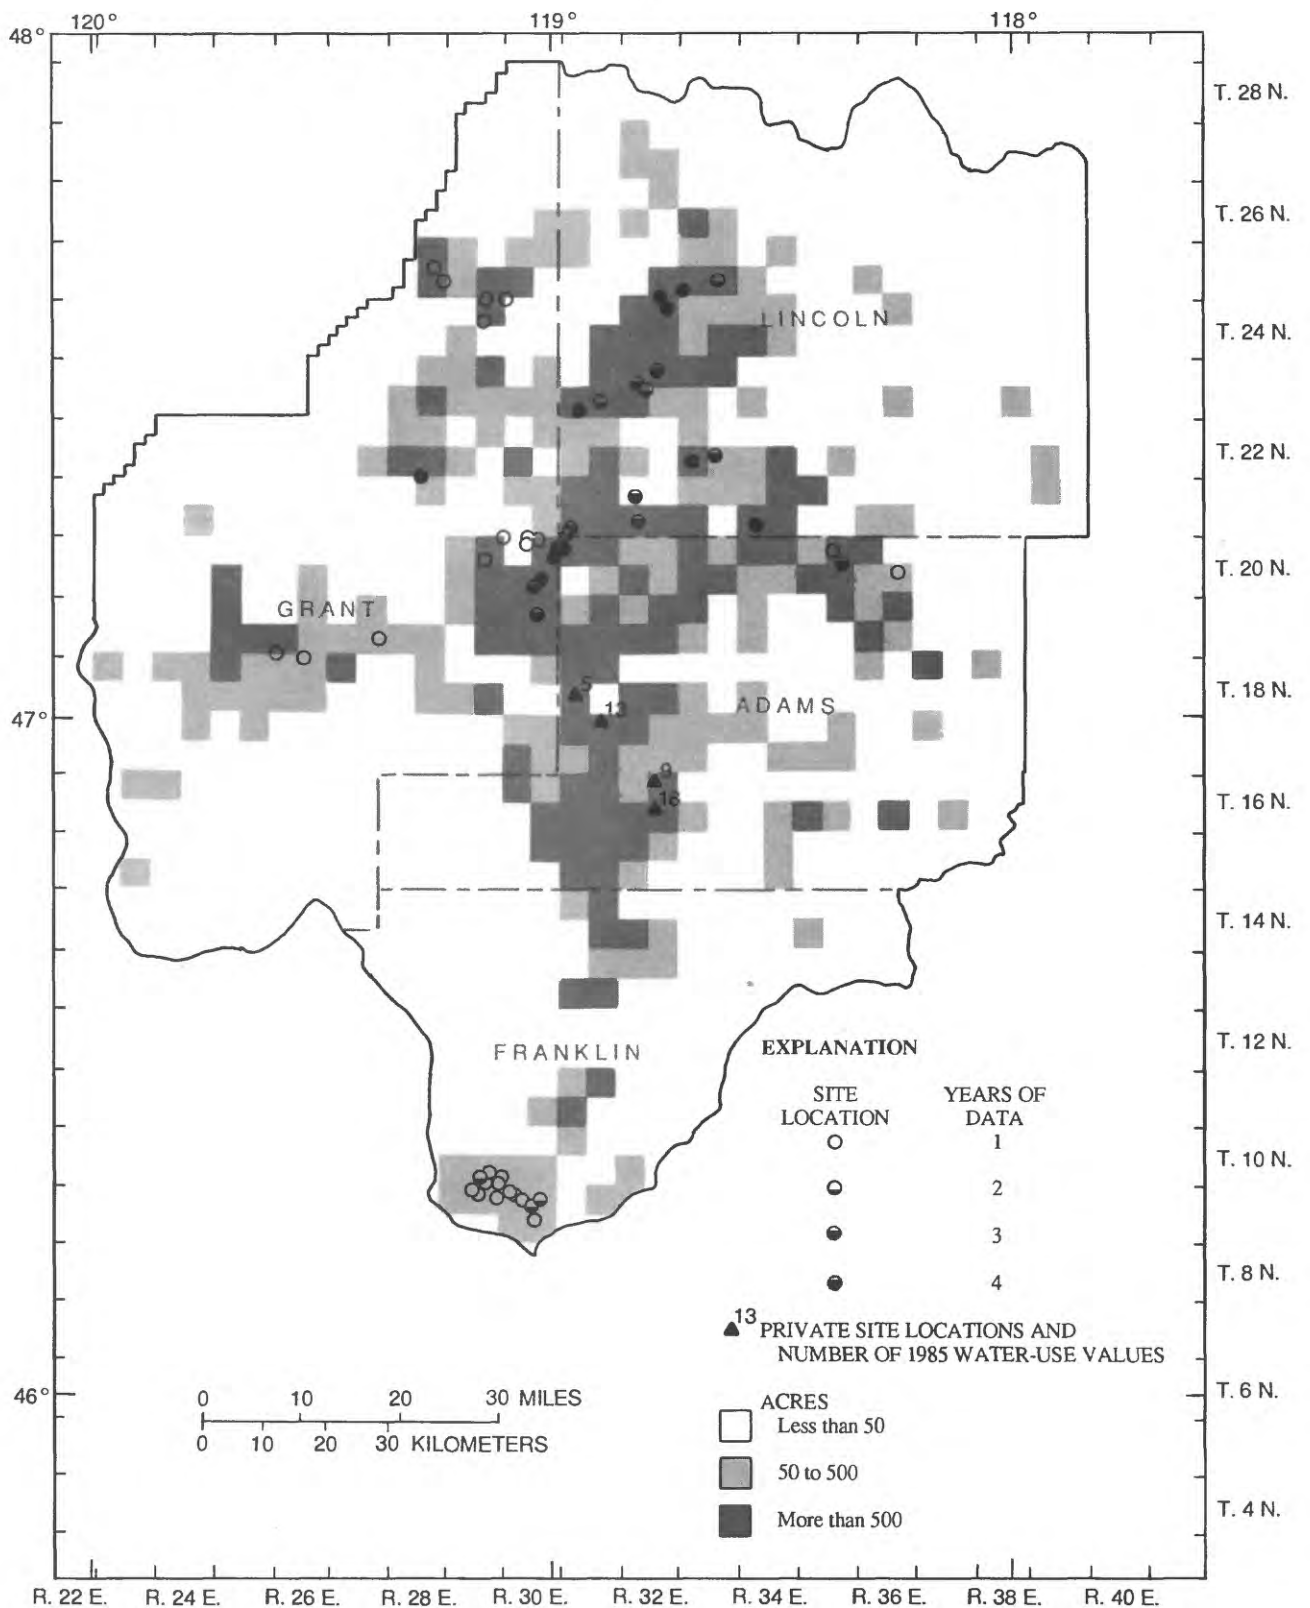 120°
119°
118°
48°
T. 28 N.
T. 26 N.
LINCOLN
T. 24 N.
T. 22 N.
6
T. 20 N.
GRANT
5
T. 18 N.
13
ADAMS
47°
9
16
T. 16 N.
T. 14 N.
FRANKLIN
T. 12 N.
EXPLANATION
SITE LOCATION
YEARS OF DATA
1
T. 10 N.
2
3
T. 8 N.
4
13
PRIVATE SITE LOCATIONS AND
NUMBER OF 1985 WATER-USE VALUES
46°
T. 6 N.
0 10 20 30 MILES
0 10 20 30 KILOMETERS
ACRES
Less than 50
50 to 500
T. 4 N.
More than 500
R. 22 E. R. 24 E. R. 26 E. R. 28 E. R. 30 E. R. 32 E. R. 34 E. R. 36 E. R. 38 E. R. 40 E.